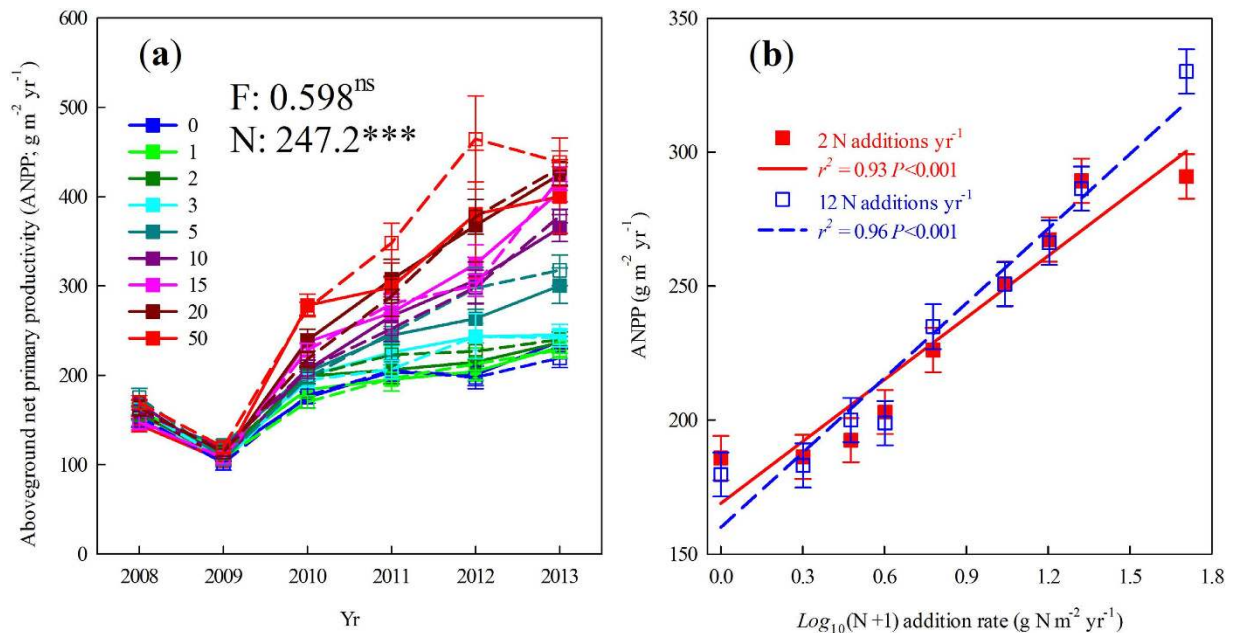 (a)
F: 0.598ns
N: 247.2***
0
1
2
3
5
10
15
20
50
Aboveground net primary productivity (ANPP; g m-2 yr-1)
600
500
400
300
200
100
0
2008 2009 2010 2011 2012 2013
Yr
(b)
2 N additions yr-1
r2 = 0.93 P<0.001
12 N additions yr-1
r2 = 0.96 P<0.001
ANPP (g m-2 yr-1)
350
300
250
200
150
0.0 0.3 0.6 0.9 1.2 1.5 1.8
Log10(N+1) addition rate (g N m-2 yr-1)